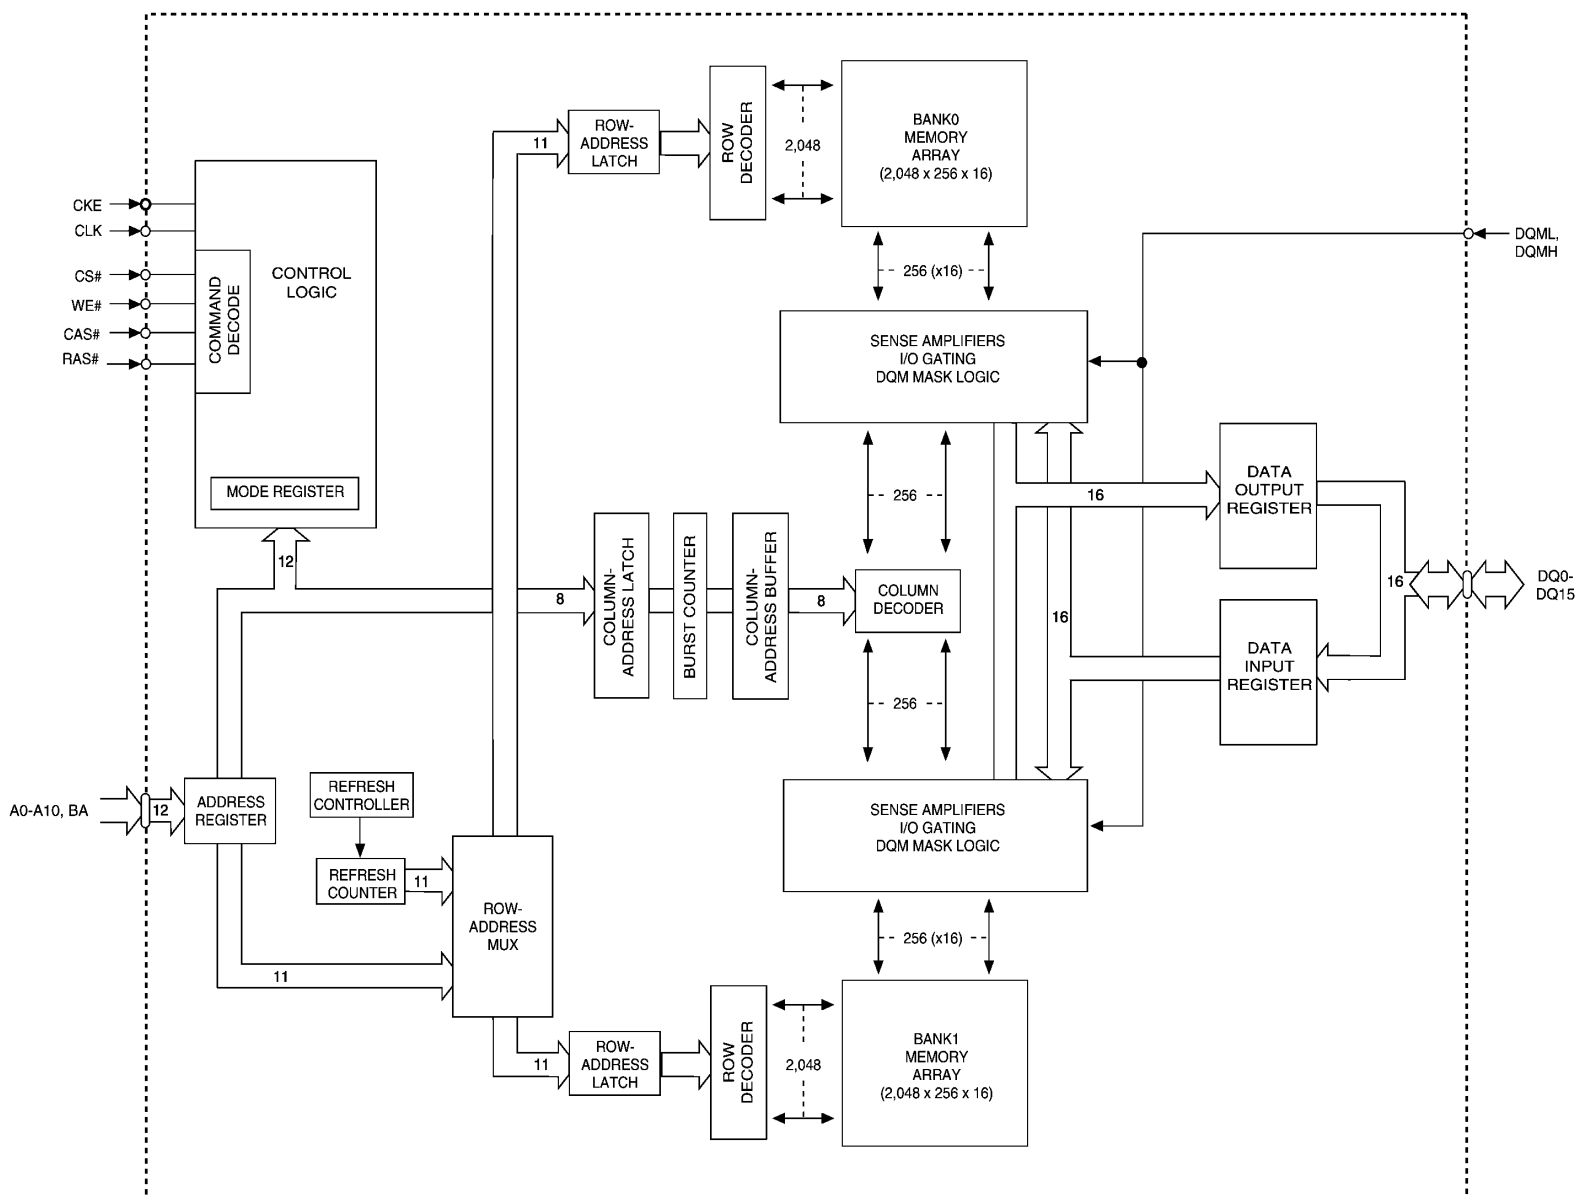 ROW-
ADDRESS
LATCH
11
ROW
DECODER
2,048
BANK0
MEMORY
ARRAY
(2,048 x 256 x 16)
CKE
CLK
CS#
WE#
CAS#
RAS#
COMMAND
DECODE
CONTROL
LOGIC
MODE REGISTER
12
256 (x16)
DQML,
DQMH
SENSE AMPLIFIERS
I/O GATING
DQM MASK LOGIC
256
16
DATA
OUTPUT
REGISTER
8
COLUMN-
ADDRESS LATCH
BURST COUNTER
COLUMN-
ADDRESS BUFFER
8
COLUMN
DECODER
16
16
DQ0-
DQ15
DATA
INPUT
REGISTER
256
A0-A10, BA
12
ADDRESS
REGISTER
REFRESH
CONTROLLER
REFRESH
COUNTER
11
ROW-
ADDRESS
MUX
11
SENSE AMPLIFIERS
I/O GATING
DQM MASK LOGIC
256 (x16)
11
ROW-
ADDRESS
LATCH
ROW
DECODER
2,048
BANK1
MEMORY
ARRAY
(2,048 x 256 x 16)